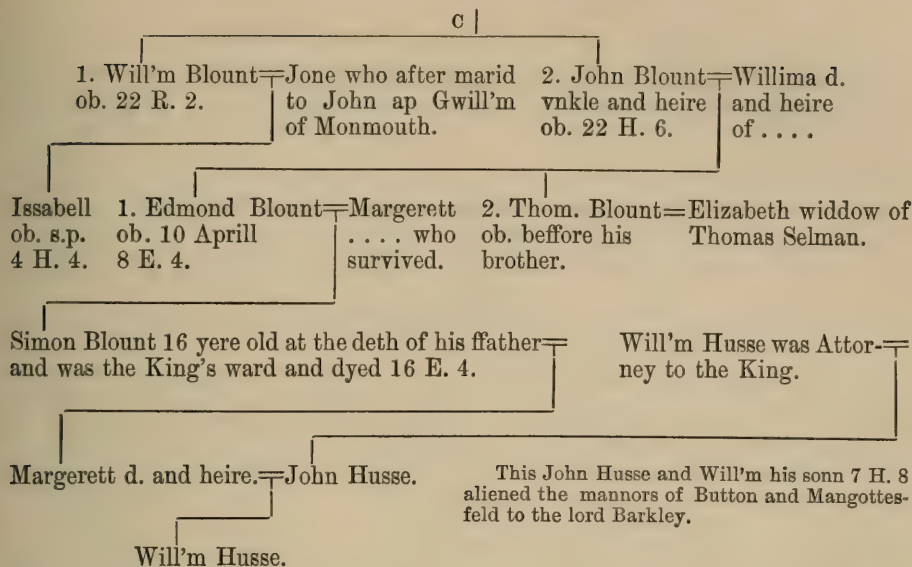 C
1. Will'm Blount
ob. 22 R. 2.
Jone who after marid
to John ap Gwill'm
of Monmouth.
2. John Blount
vnkle and heire
ob. 22 H. 6.
Willima d.
and heire
of . . . .
Issabell
ob. s.p.
4 H. 4.
1. Edmond Blount
ob. 10 Aprill
8 E. 4.
Margerett
. . . . who
survived.
2. Thom. Blount
ob. beffore his
brother.
Elizabeth widdow of
Thomas Selman.
Simon Blount 16 yere old at the deth of his ffather
and was the King's ward and dyed 16 E. 4.
Will'm Husse was Attor-
ney to the King.
Margerett d. and heire.
John Husse.
This John Husse and Will'm his sonn 7 H. 8
aliened the mannors of Button and Mangottes-
feld to the lord Barkley.
Will'm Husse.